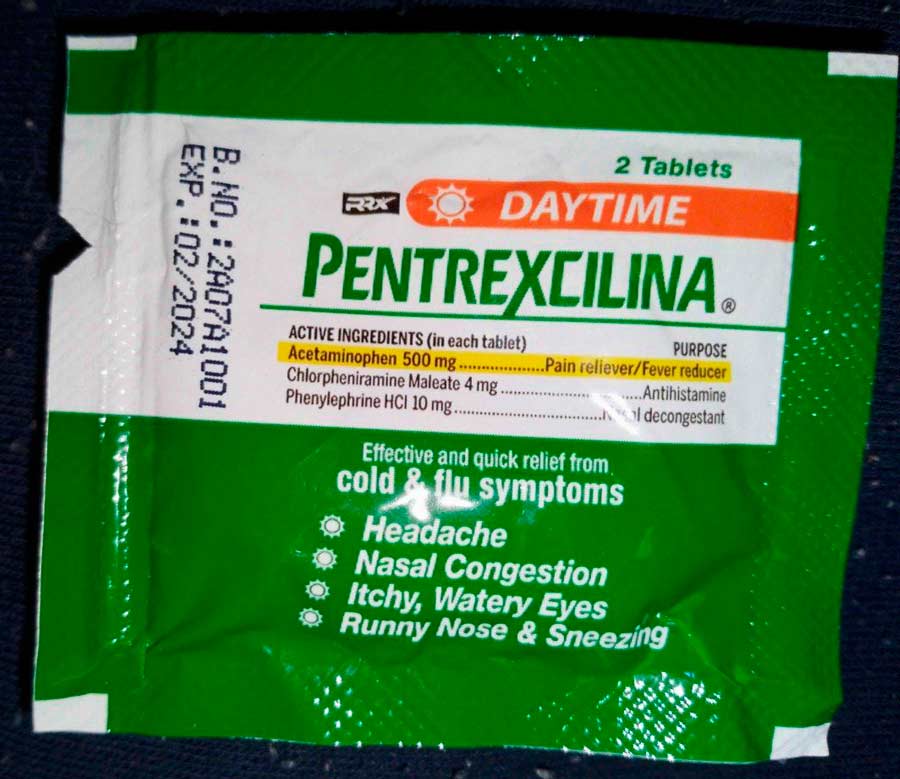 B.NO.:2A07A1001
EXP.:02/2024
2 Tablets
RRX
DAYTIME
PENTREXCILINA®
ACTIVE INGREDIENTS (in each tablet) PURPOSE
Acetaminophen 500 mg ..................Pain reliever/Fever reducer
Chlorpheniramine Maleate 4 mg ............................Antihistamine
Phenylephrine HCl 10 mg..............................Nasal decongestant
Effective and quick relief from
cold & flu symptoms
Headache
Nasal Congestion
Itchy, Watery Eyes
Runny Nose & Sneezing